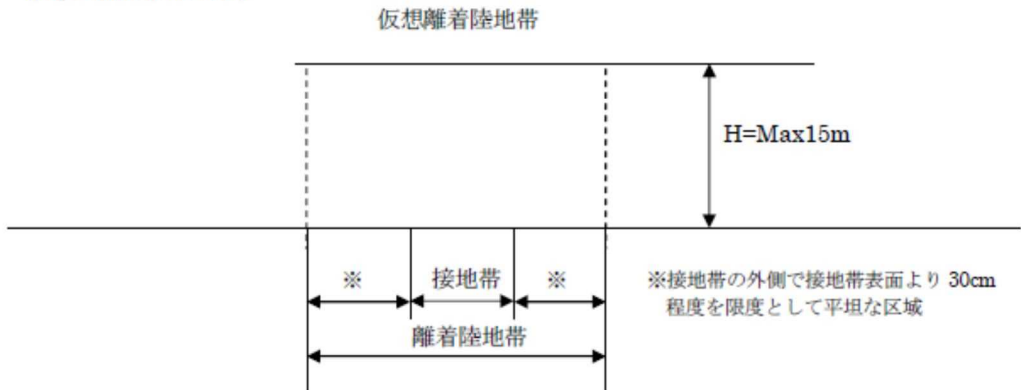 仮想離着陸地帯
H=Max15m
※
接地帯
※
※接地帯の外側で接地帯表面より 30cm
程度を限度として平坦な区域
離着陸地帯